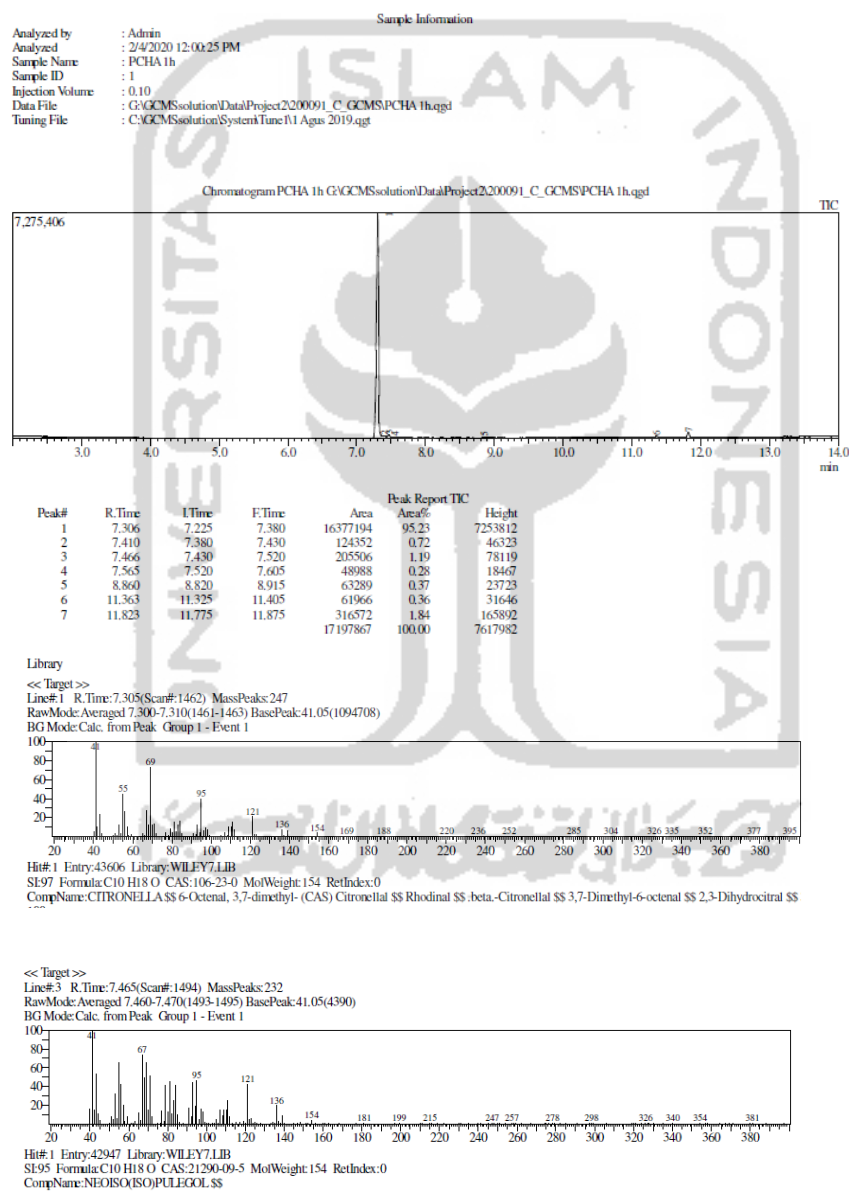 Sample Information
Analyzed by : Admin
Analyzed : 2/4/2020 12:00:25 PM
Sample Name : PCHA 1h
Sample ID : 1
Injection Volume : 0.10
Data File : G:\GCMSsolution\Data\Project2\200091_C_GCMS\PCHA 1h.qgd
Tuning File : C:\GCMSsolution\System\Tune1\1 Agus 2019.qgt
ISLAM
UNIVERSITAS
INDONESIA
Chromatogram PCHA 1h G:\GCMSsolution\Data\Project2\200091_C_GCMS\PCHA 1h.qgd
TIC
7,275,406
3.0 4.0 5.0 6.0 7.0 8.0 9.0 10.0 11.0 12.0 13.0 14.0
min
Peak Report TIC
Peak# R.Time I.Time F.Time Area Area% Height
1 7.306 7.225 7.380 16377194 95.23 7253812
2 7.410 7.380 7.430 124352 0.72 46323
3 7.466 7.430 7.520 205506 1.19 78119
4 7.565 7.520 7.605 48988 0.28 18467
5 8.860 8.820 8.915 63289 0.37 23723
6 11.363 11.325 11.405 61966 0.36 31646
7 11.823 11.775 11.875 316572 1.84 165892
17197867 100.00 7617982
Library
<< Target >>
Line#:1 R.Time:7.305(Scan#:1462) MassPeaks:247
RawMode:Averaged 7.300-7.310(1461-1463) BasePeak:41.05(1094708)
BG Mode:Calc. from Peak Group 1 - Event 1
100
80
60
40
20
41 55 69 95 121 136 154 169 188 220 236 252 285 304 326 335 352 377 395
20 40 60 80 100 120 140 160 180 200 220 240 260 280 300 320 340 360 380
Hit#:1 Entry:43606 Library:WILEY7.LIB
SI:97 Formula:C10 H18 O CAS:106-23-0 MolWeight:154 RetIndex:0
CompName:CITRONELLA $$ 6-Octenal, 3,7-dimethyl- (CAS) Citronellal $$ Rhodinal $$ .beta.-Citronellal $$ 3,7-Dimethyl-6-octenal $$ 2,3-Dihydrocitral $$
<< Target >>
Line#:3 R.Time:7.465(Scan#:1494) MassPeaks:232
RawMode:Averaged 7.460-7.470(1493-1495) BasePeak:41.05(4390)
BG Mode:Calc. from Peak Group 1 - Event 1
100
80
60
40
20
41 67 95 121 136 154 181 199 215 247 257 278 298 326 340 354 381
20 40 60 80 100 120 140 160 180 200 220 240 260 280 300 320 340 360 380
Hit#:1 Entry:42947 Library:WILEY7.LIB
SI:95 Formula:C10 H18 O CAS:21290-09-5 MolWeight:154 RetIndex:0
CompName:NEOISO(ISO)PULEGOL $$